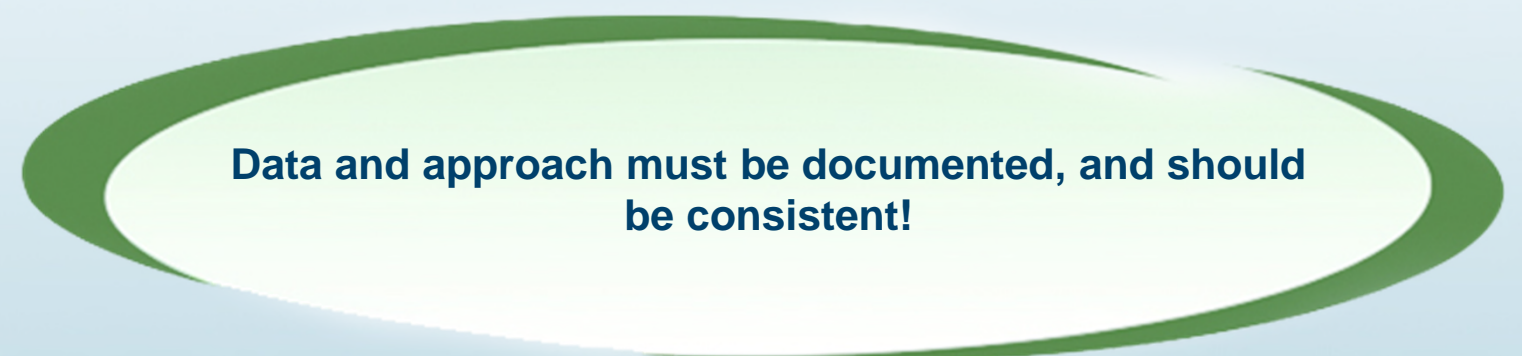 Data and approach must be documented, and should
be consistent!